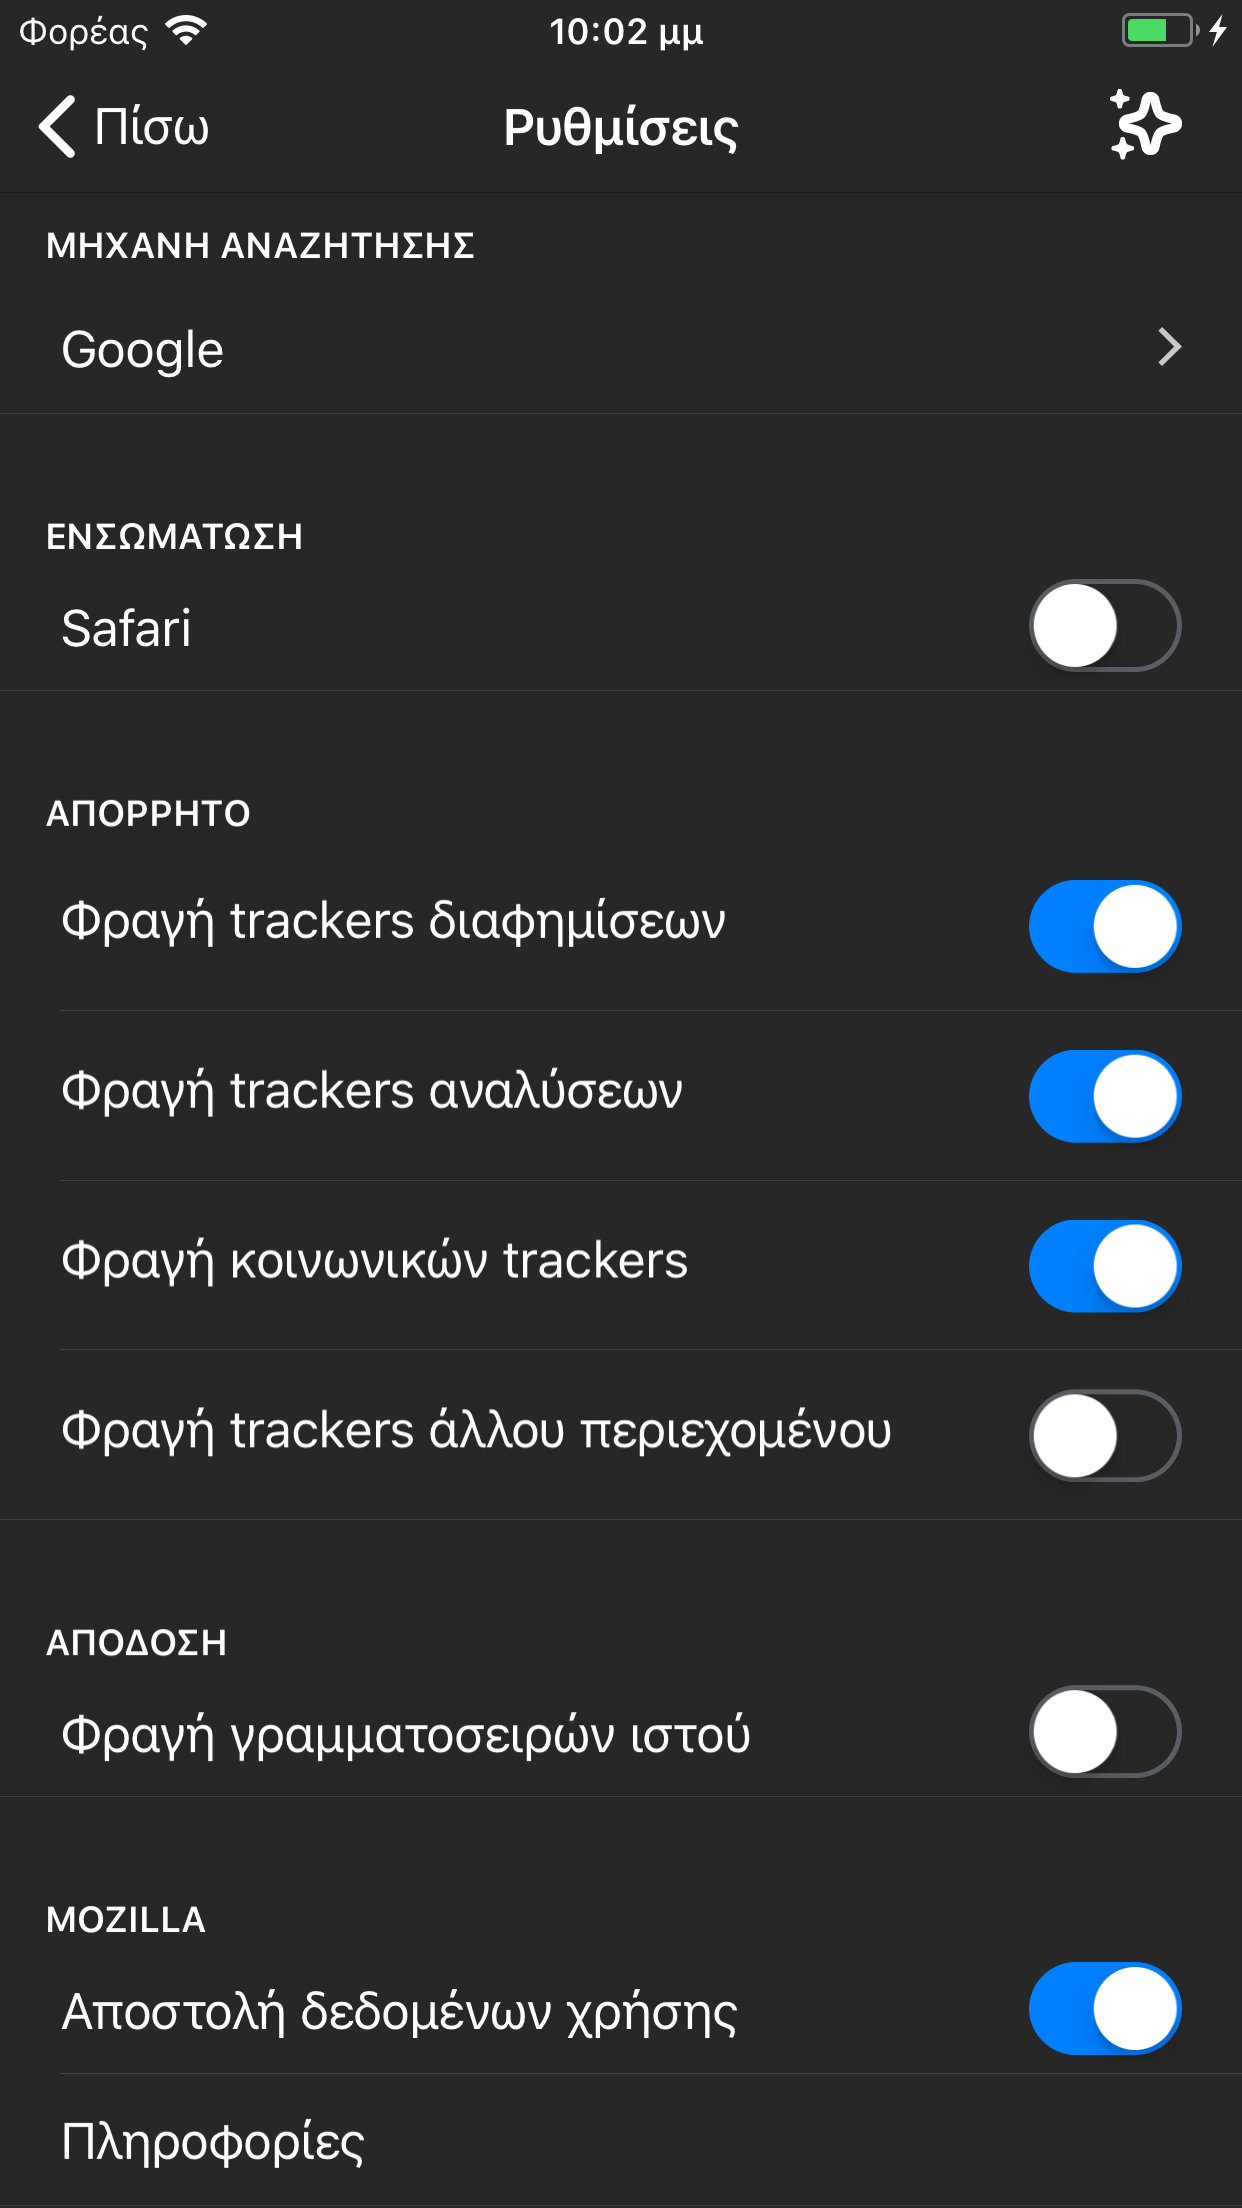 Φορέας
10:02 μμ
Πίσω
Ρυθμίσεις
ΜΗΧΑΝΗ ΑΝΑΖΗΤΗΣΗΣ
Google
ΕΝΣΩΜΑΤΩΣΗ
Safari
ΑΠΟΡΡΗΤΟ
Φραγή trackers διαφημίσεων
Φραγή trackers αναλύσεων
Φραγή κοινωνικών trackers
Φραγή trackers άλλου περιεχομένου
ΑΠΟΔΟΣΗ
Φραγή γραμματοσειρών ιστού
MOZILLA
Αποστολή δεδομένων χρήσης
Πληροφορίες